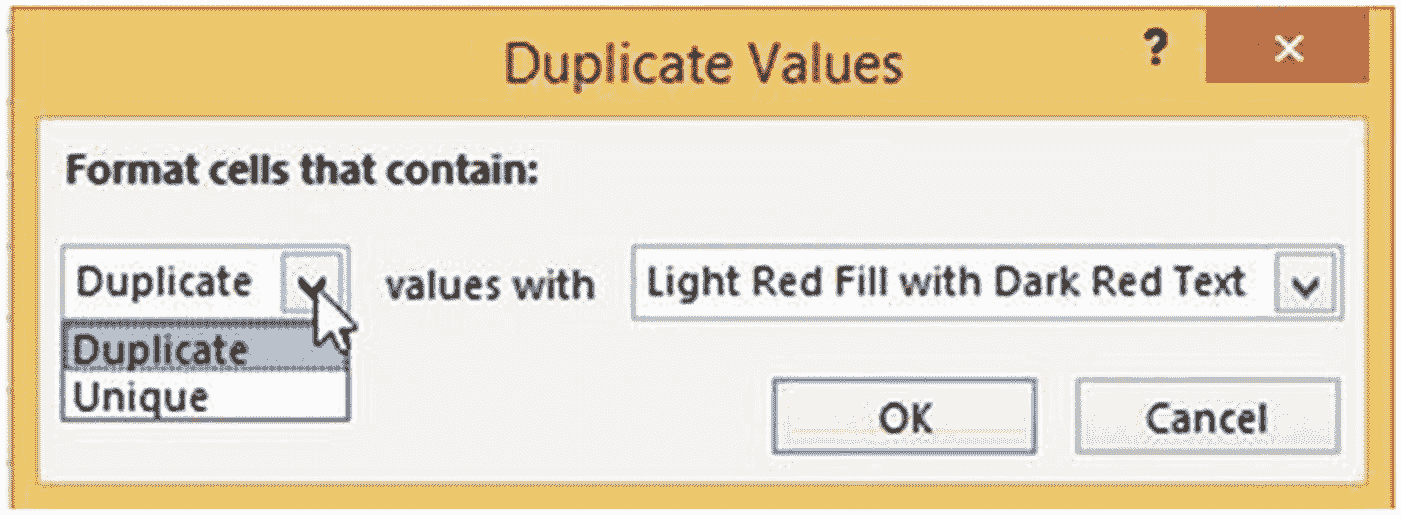 Duplicate Values ?
Format cells that contain:
Duplicate values with Light Red Fill with Dark Red Text
Duplicate
Unique
OK Cancel